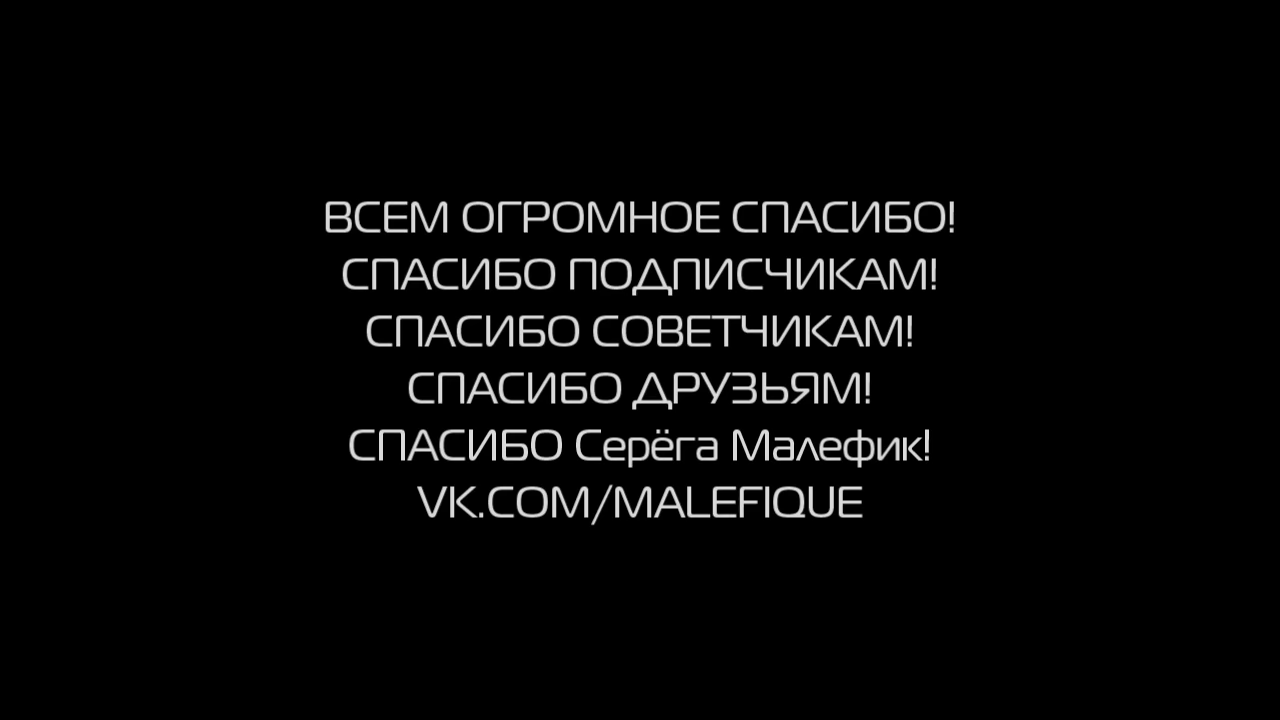 ВСЕМ ОГРОМНОЕ СПАСИБО!
СПАСИБО ПОДПИСЧИКАМ!
СПАСИБО СОВЕТЧИКАМ!
СПАСИБО ДРУЗЬЯМ!
СПАСИБО Серёга Малефик!
VK.COM/MALEFIQUE